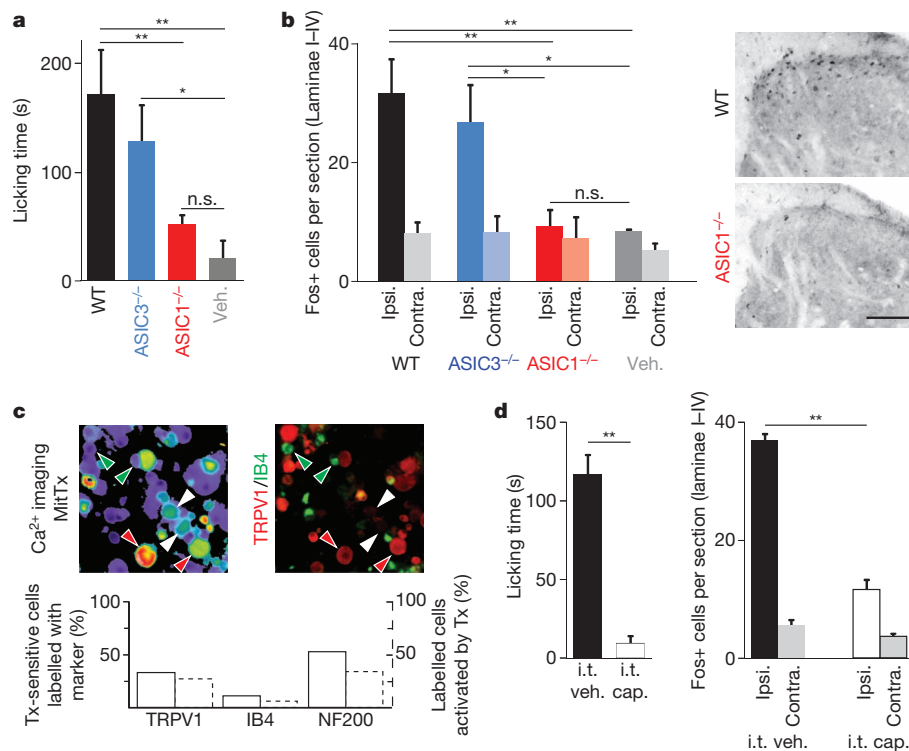 a
Licking time (s)
200
100
0
**
**
*
n.s.
WT
ASIC3−/−
ASIC1−/−
Veh.
b
Fos+ cells per section (Laminae I–IV)
40
20
0
**
**
*
*
n.s.
Ipsi.
Contra.
Ipsi.
Contra.
Ipsi.
Contra.
Ipsi.
Contra.
WT
ASIC3−/−
ASIC1−/−
Veh.
WT
ASIC1−/−
c
Ca2+ imaging
MitTx
TRPV1/IB4
Tx-sensitive cells
labelled with
marker (%)
100
50
0
100
50
0
Labelled cells
activated by Tx (%)
TRPV1
IB4
NF200
d
Licking time (s)
150
100
50
0
**
i.t.
veh.
i.t.
cap.
Fos+ cells per section (laminae I–IV)
40
20
0
**
Ipsi.
Contra.
Ipsi.
Contra.
i.t. veh.
i.t. cap.